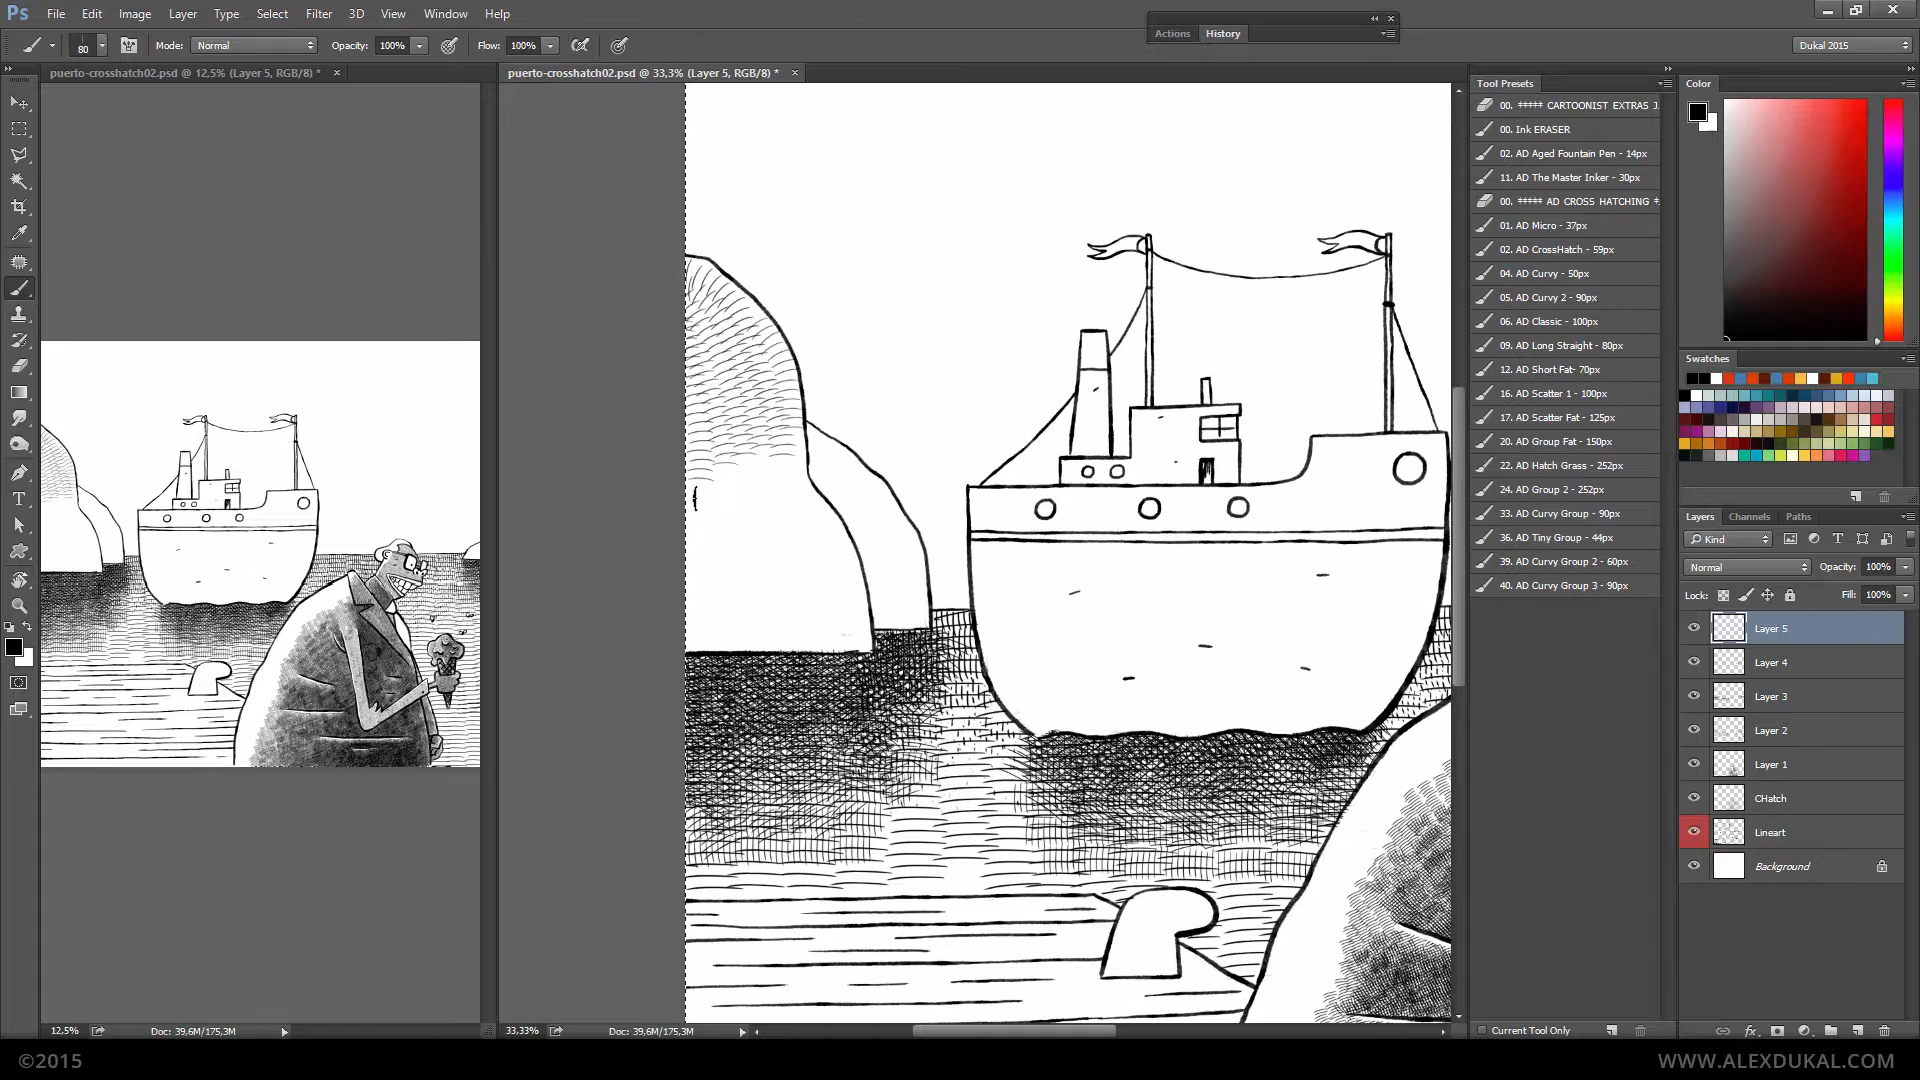 Ps File Edit Image Layer Type Select Filter 3D View Window Help
80 Mode: Normal Opacity: 100% Flow: 100%
Actions History
Dukal 2015
puerto-crosshatch02.psd @ 12,5% (Layer 5, RGB/8) * ×
puerto-crosshatch02.psd @ 33,3% (Layer 5, RGB/8) * ×
Tool Presets
00. ***** CARTOONIST EXTRAS
00. Ink ERASER
02. AD Aged Fountain Pen - 14px
11. AD The Master Inker - 30px
00. ***** AD CROSS HATCHING
01. AD Micro - 37px
02. AD CrossHatch - 59px
04. AD Curvy - 50px
05. AD Curvy 2 - 90px
06. AD Classic - 100px
09. AD Long Straight - 80px
12. AD Short Fat- 70px
16. AD Scatter 1 - 100px
17. AD Scatter Fat - 125px
20. AD Group Fat - 150px
22. AD Hatch Grass - 252px
24. AD Group 2 - 252px
33. AD Curvy Group - 90px
36. AD Tiny Group - 44px
39. AD Curvy Group 2 - 60px
40. AD Curvy Group 3 - 90px
Current Tool Only
Color
Swatches
Layers Channels Paths
Kind
Normal Opacity: 100%
Lock: Fill: 100%
Layer 5
Layer 4
Layer 3
Layer 2
Layer 1
CHatch
Lineart
Background
12,5% Doc: 39,6M/175,3M
33,33% Doc: 39,6M/175,3M
©2015
WWW.ALEXDUKAL.COM